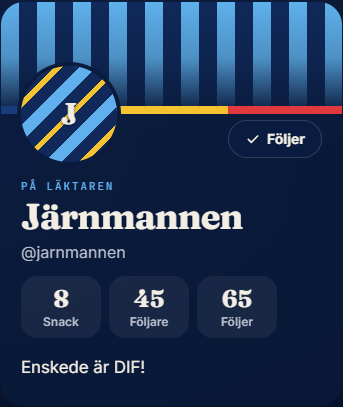 J
Följer
PÅ LÄKTAREN
Järnmannen
@jarnmannen
8 45 65
Snack Följare Följer
Enskede är DIF!